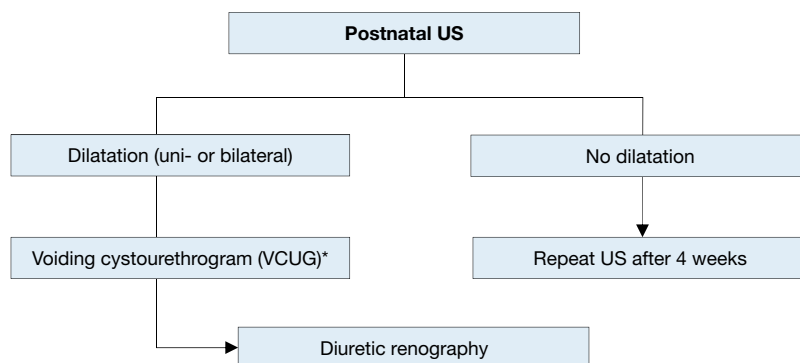 Postnatal US
Dilatation (uni- or bilateral)
No dilatation
Voiding cystourethrogram (VCUG)*
Repeat US after 4 weeks
Diuretic renography